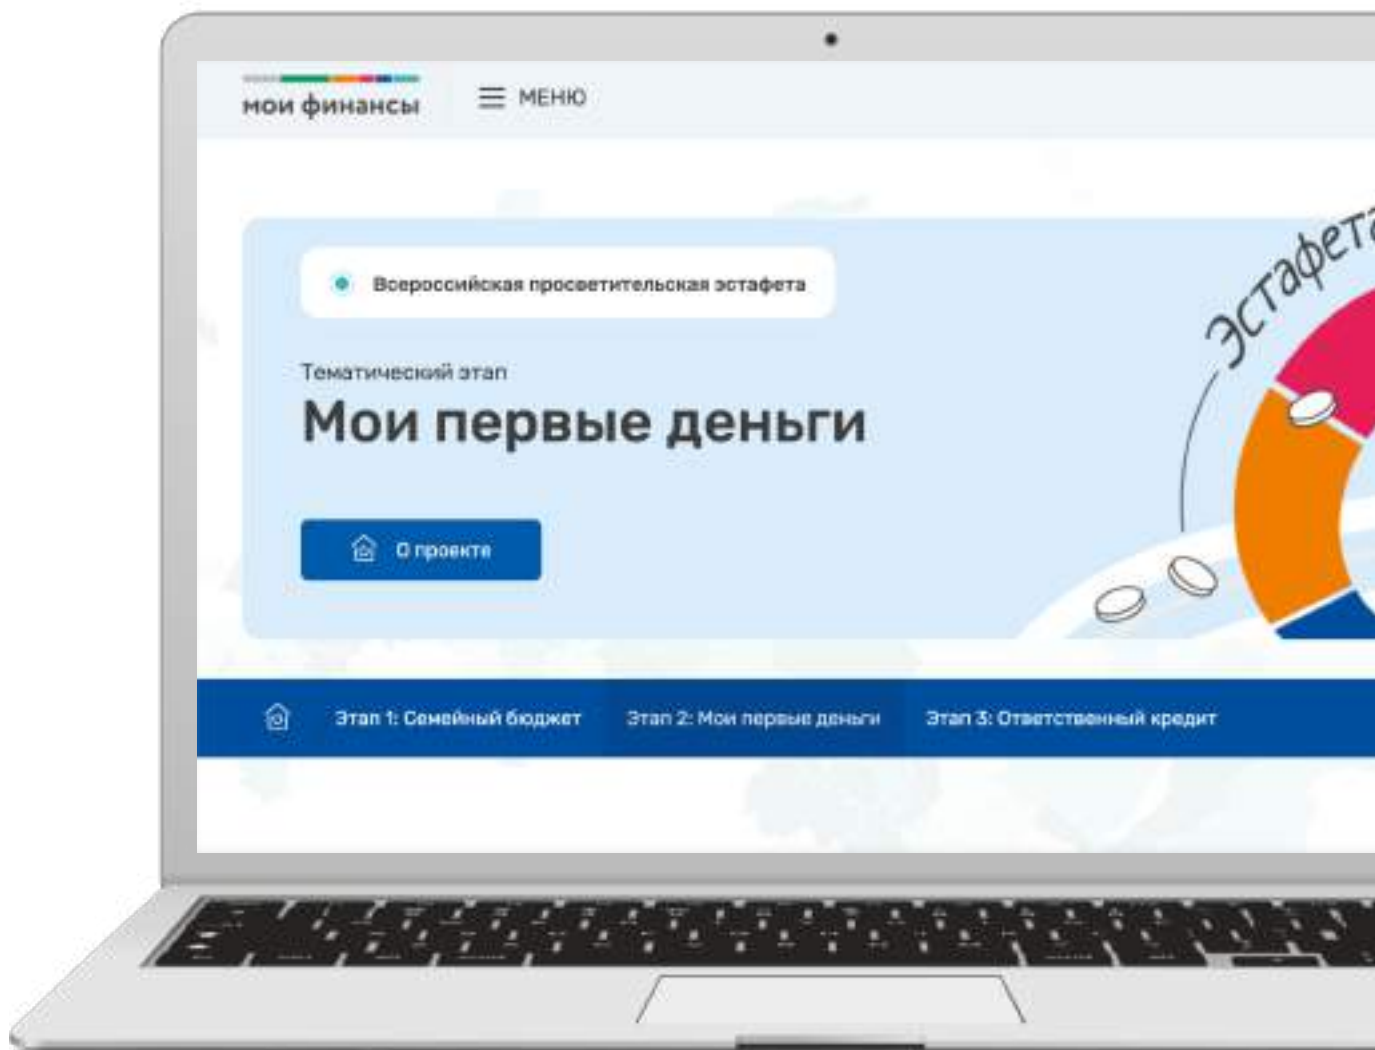 мои финансы
МЕНЮ
Всероссийская просветительская эстафета
Эстафета
Тематический этап
Мои первые деньги
О проекте
Этап 1: Семейный бюджет
Этап 2: Мои первые деньги
Этап 3: Ответственный кредит